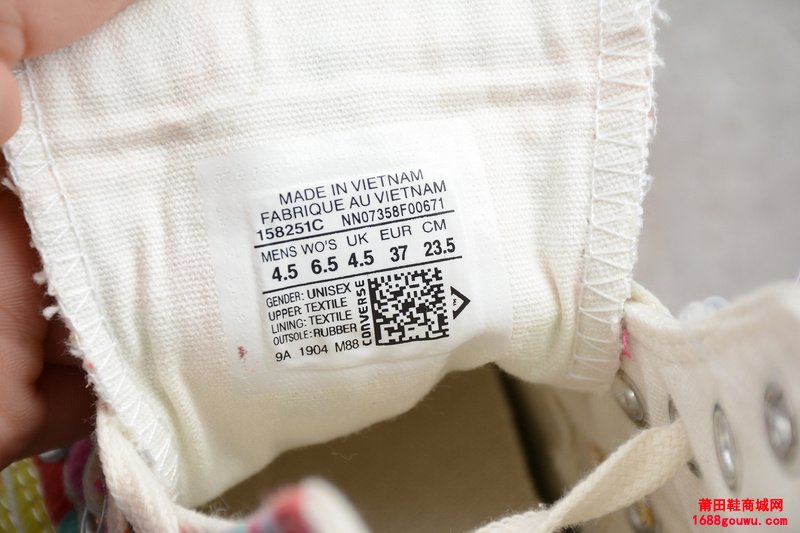 MADE IN VIETNAM
FABRIQUE AU VIETNAM
158251C NN07358F00671
MENS WO'S UK EUR CM
4.5 6.5 4.5 37 23.5
GENDER: UNISEX
UPPER: TEXTILE
LINING: TEXTILE
OUTSOLE: RUBBER
9A 1904 M88
CONVERSE
莆田鞋商城网
1688gouwu.com